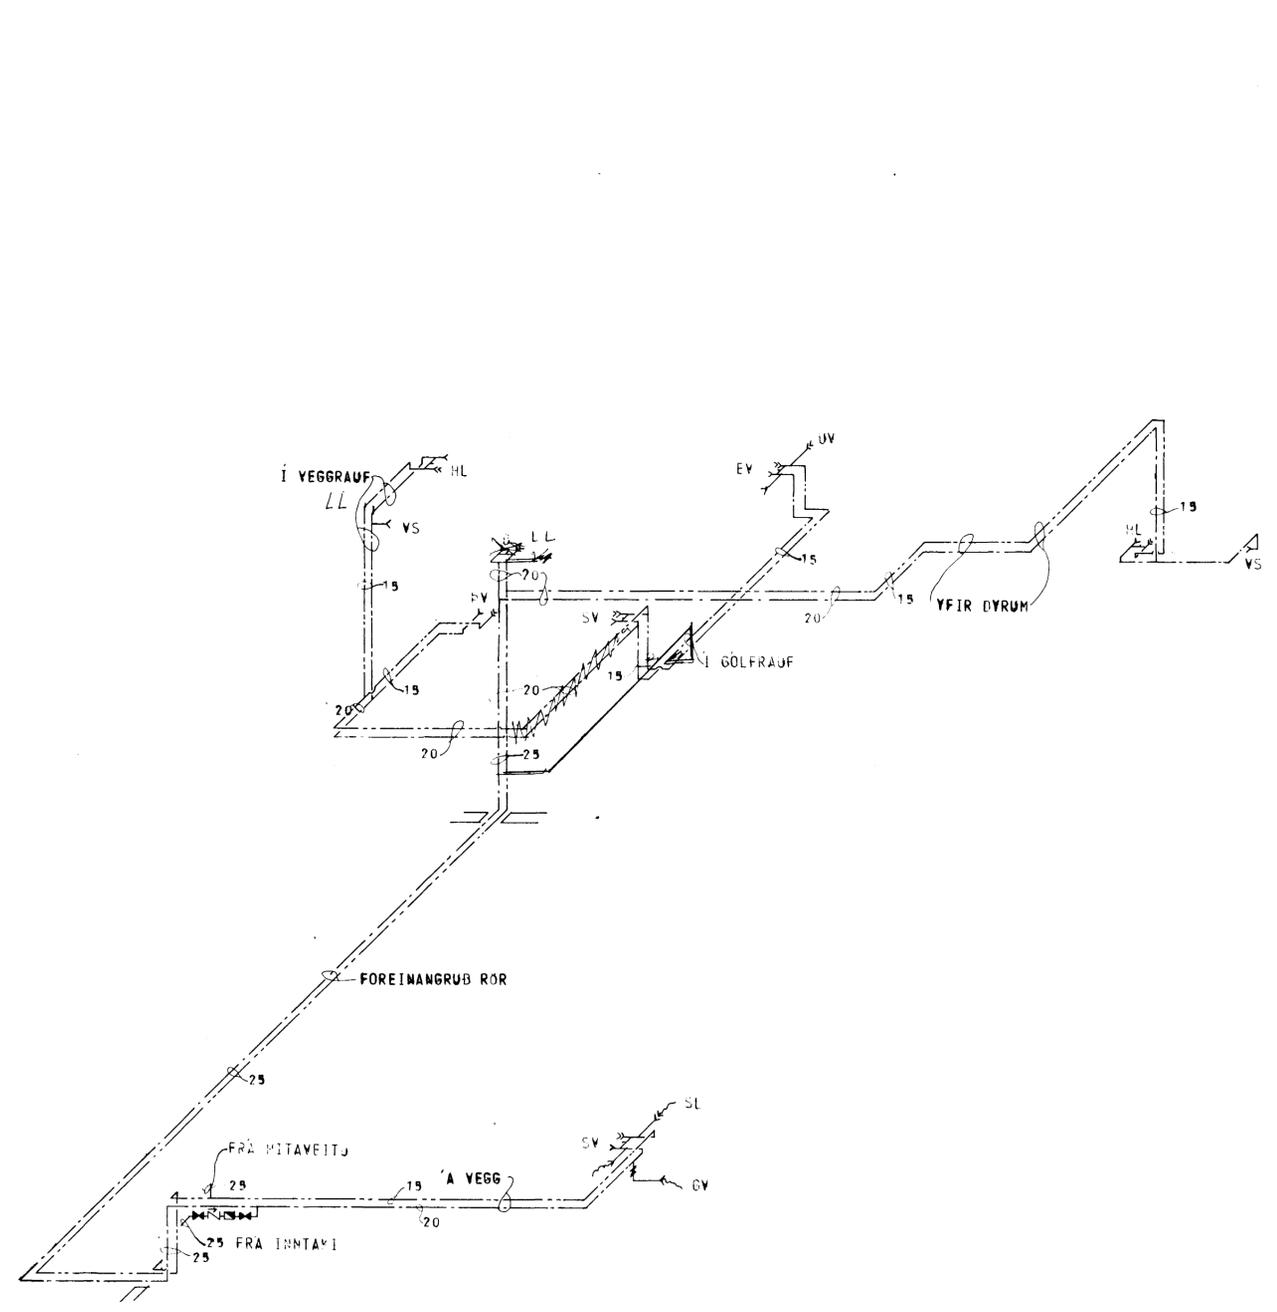 UV
EV
HL
Í VEGGRAUF
LL
VS
15
HL
VS
LL
15
20
15
15
YFIR DYRUM
20
SV
Í GÓLFRAUF
15
20
15
20
20
25
FOREINANGRUÐ RÖR
25
SL
SV
FRÁ HITAVEITU
Á VEGG
GV
25
15
20
25 FRÁ INNTAKI
25